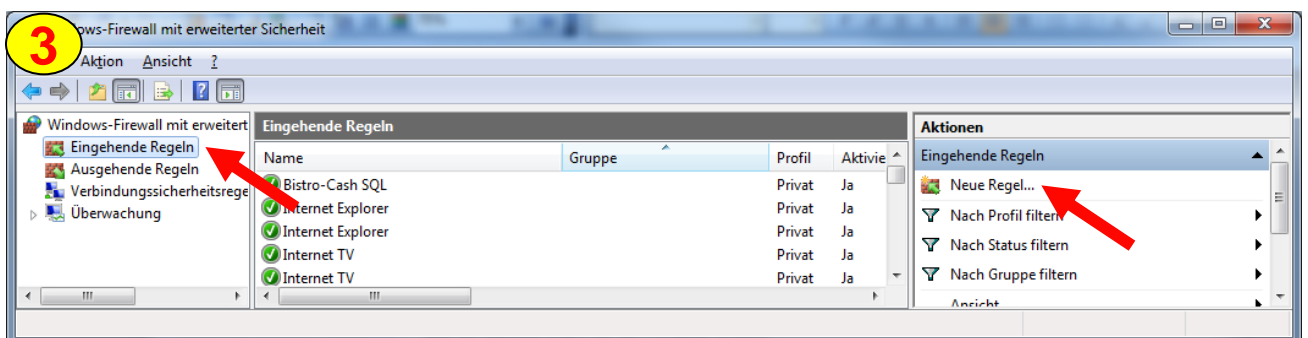 3
ows-Firewall mit erweiterter Sicherheit
Aktion Ansicht ?
Windows-Firewall mit erweitert
Eingehende Regeln
Ausgehende Regeln
Verbindungssicherheitsrege
Überwachung
Eingehende Regeln
Name Gruppe Profil Aktivie
Bistro-Cash SQL Privat Ja
Internet Explorer Privat Ja
Internet Explorer Privat Ja
Internet TV Privat Ja
Internet TV Privat Ja
Aktionen
Eingehende Regeln
Neue Regel...
Nach Profil filtern
Nach Status filtern
Nach Gruppe filtern
Ansicht